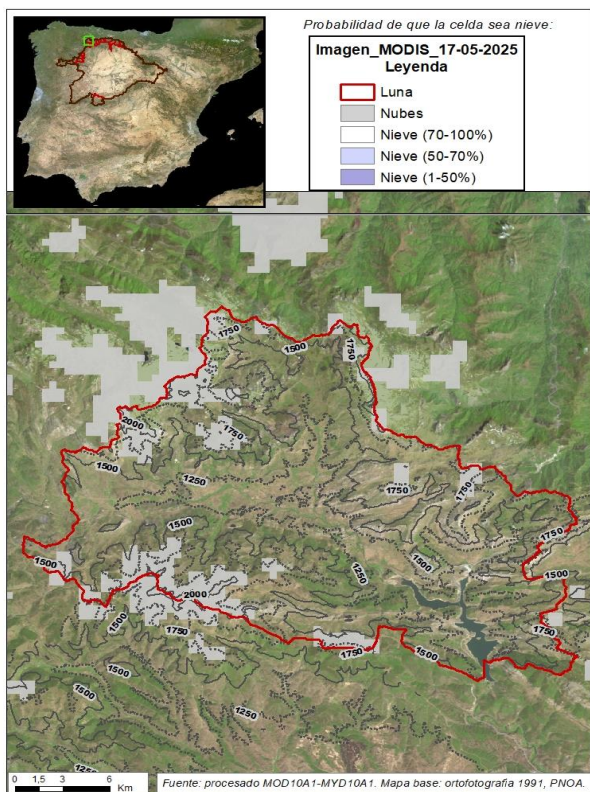 Probabilidad de que la celda sea nieve:
Imagen_MODIS_17-05-2025
Leyenda
Luna
Nubes
Nieve (70-100%)
Nieve (50-70%)
Nieve (1-50%)
1750
1500
1750
2000
1750
1500
1250
1750
1750
1500
1750
1500
1500
1250
1500
2000
1500
1750
1750
1750
1500
1500
1500
1250
1250
0 1,5 3 6
Km
Fuente: procesado MOD10A1-MYD10A1. Mapa base: ortofotografia 1991, PNOA.